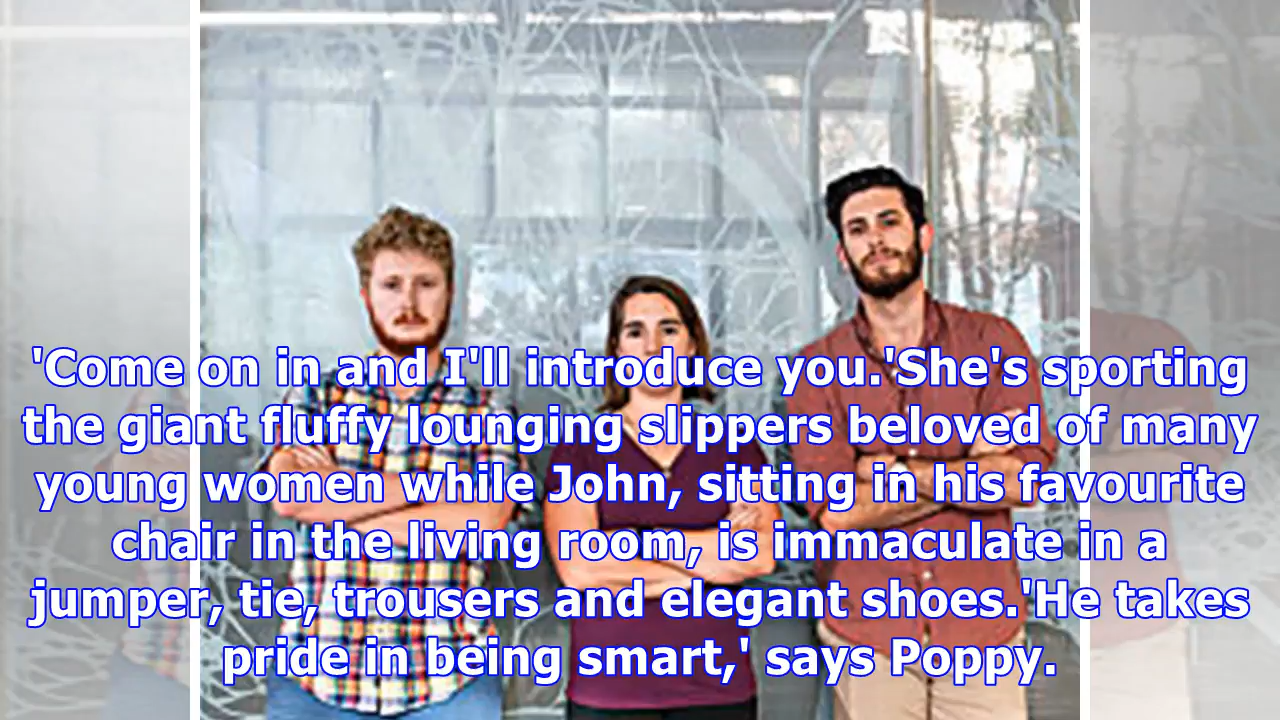 'Come on in and I'll introduce you.'She's sporting
the giant fluffy lounging slippers beloved of many
young women while John, sitting in his favourite
chair in the living room, is immaculate in a
jumper, tie, trousers and elegant shoes.'He takes
pride in being smart,' says Poppy.